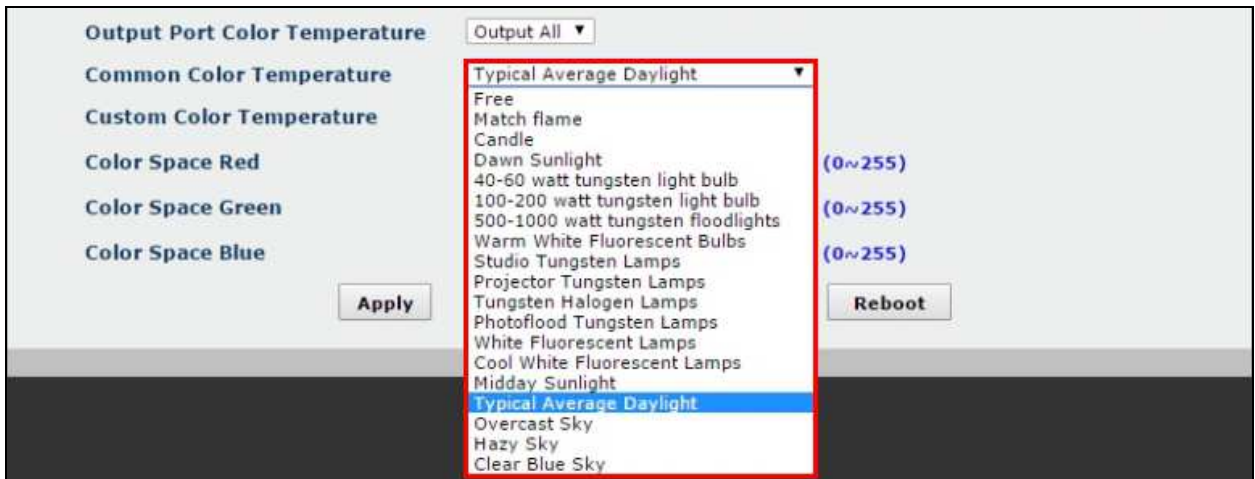 Output Port Color Temperature Output All ▼
Common Color Temperature Typical Average Daylight ▼
Free
Custom Color Temperature Match flame
Candle
Color Space Red Dawn Sunlight (0~255)
40-60 watt tungsten light bulb
Color Space Green 100-200 watt tungsten light bulb (0~255)
500-1000 watt tungsten floodlights
Color Space Blue Warm White Fluorescent Bulbs (0~255)
Studio Tungsten Lamps
Projector Tungsten Lamps
Apply Tungsten Halogen Lamps Reboot
Photoflood Tungsten Lamps
White Fluorescent Lamps
Cool White Fluorescent Lamps
Midday Sunlight
Typical Average Daylight
Overcast Sky
Hazy Sky
Clear Blue Sky